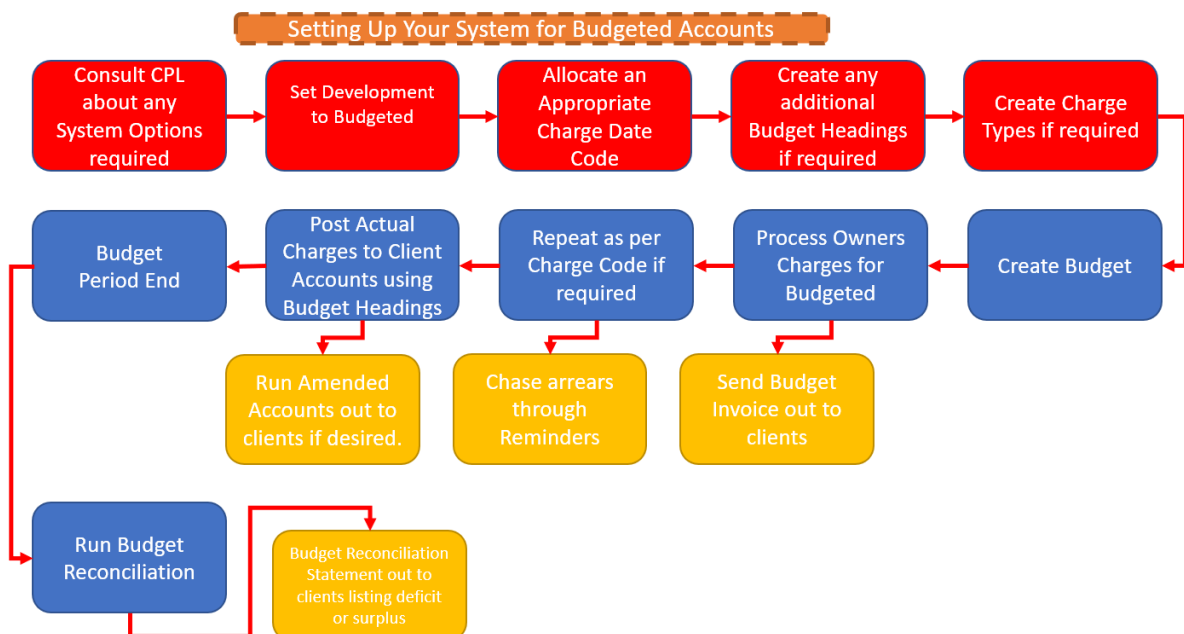 Setting Up Your System for Budgeted Accounts
Consult CPL
about any
System Options
required
Set Development
to Budgeted
Allocate an
Appropriate
Charge Date
Code
Create any
additional
Budget Headings
if required
Create Charge
Types if required
Budget
Period End
Post Actual
Charges to Client
Accounts using
Budget Headings
Repeat as per
Charge Code if
required
Process Owners
Charges for
Budgeted
Create Budget
Run Amended
Accounts out to
clients if desired.
Chase arrears
through
Reminders
Send Budget
Invoice out to
clients
Run Budget
Reconciliation
Budget Reconciliation
Statement out to
clients listing deficit
or surplus